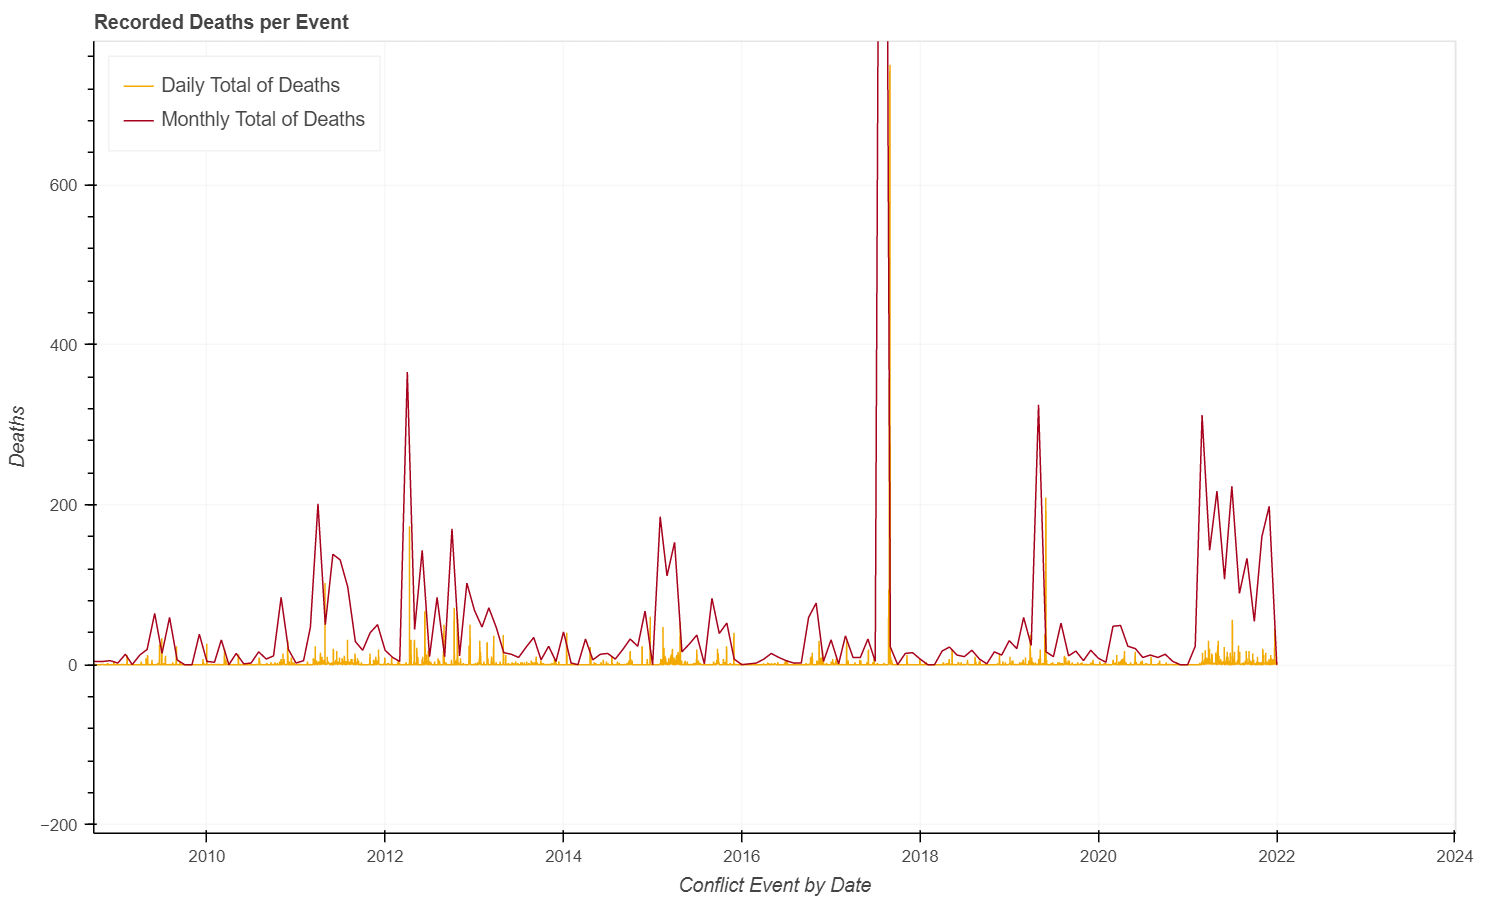 Recorded Deaths per Event
Daily Total of Deaths
Monthly Total of Deaths
600
400
200
0
−200
Deaths
2010 2012 2014 2016 2018 2020 2022 2024
Conflict Event by Date